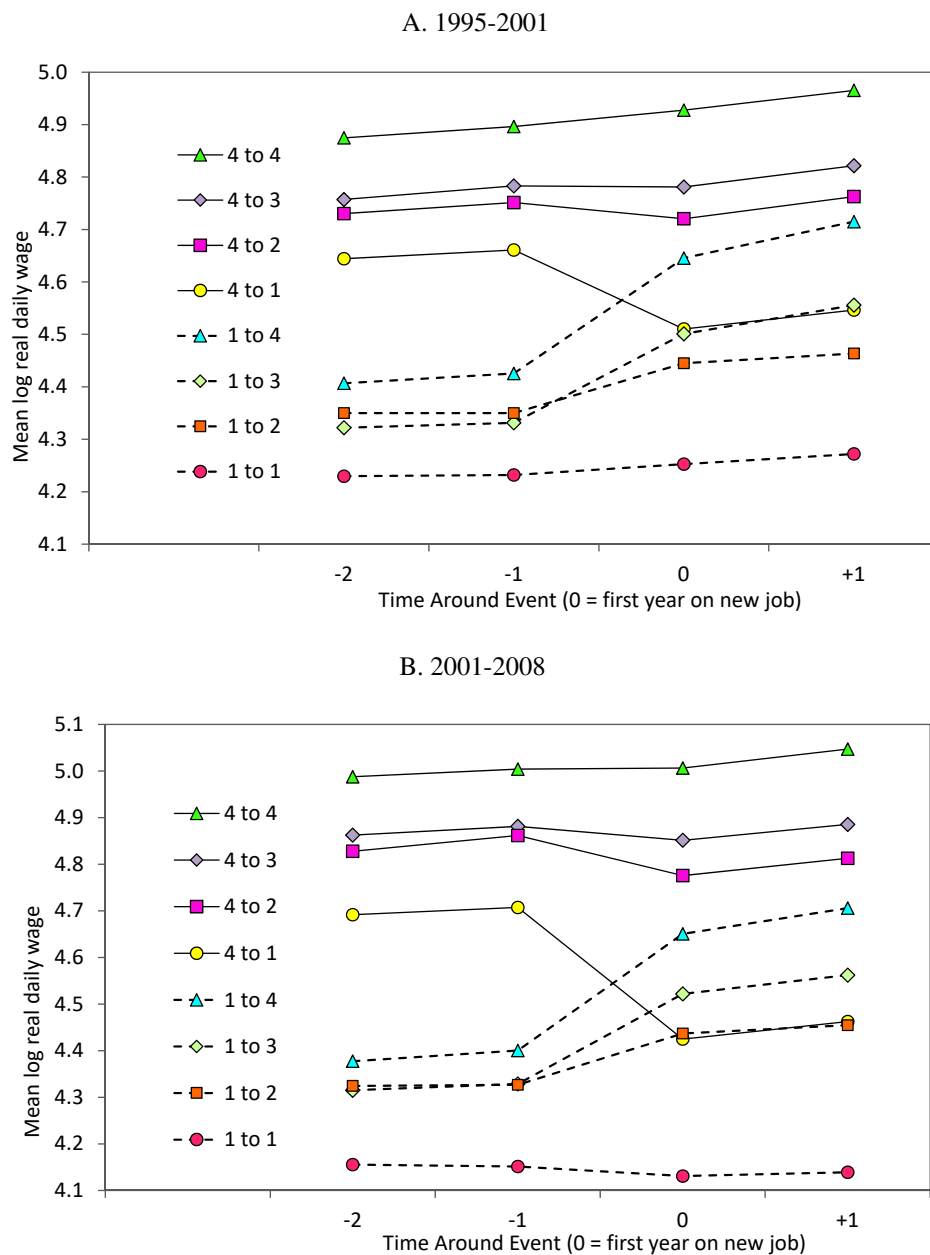 A. 1995-2001
5.0
4.9
4.8
4.7
4.6
4.5
4.4
4.3
4.2
4.1
Mean log real daily wage
4 to 4
4 to 3
4 to 2
4 to 1
1 to 4
1 to 3
1 to 2
1 to 1
-2 -1 0 +1
Time Around Event (0 = first year on new job)
B. 2001-2008
5.1
5.0
4.9
4.8
4.7
4.6
4.5
4.4
4.3
4.2
4.1
Mean log real daily wage
4 to 4
4 to 3
4 to 2
4 to 1
1 to 4
1 to 3
1 to 2
1 to 1
-2 -1 0 +1
Time Around Event (0 = first year on new job)